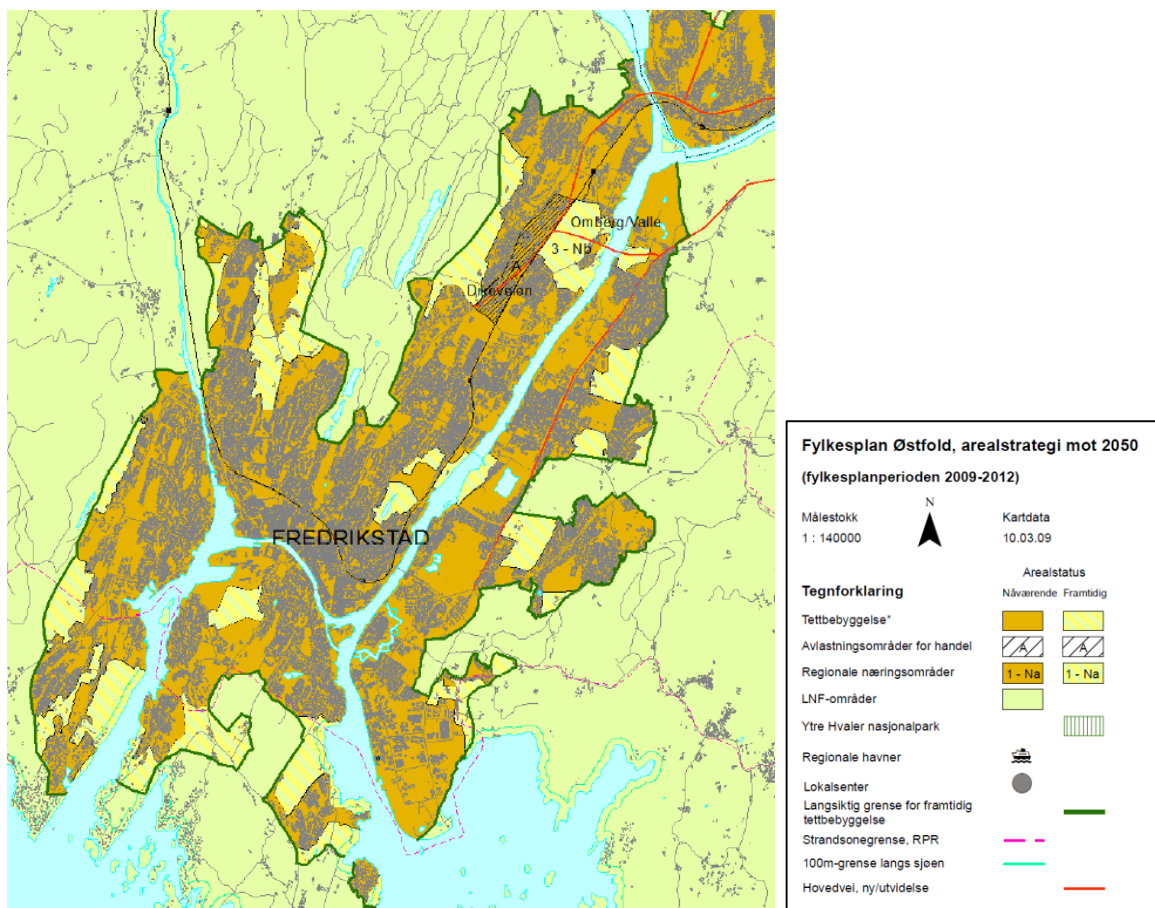 Omberg/Valle
3 - Nb
A
Dikeveien
FREDRIKSTAD
Fylkesplan Østfold, arealstrategi mot 2050
(fylkesplanperioden 2009-2012)
N
Målestokk Kartdata
1 : 140000 10.03.09
Arealstatus
Tegnforklaring Nåværende Framtidig
Tettbebyggelse*
Avlastningsområder for handel A A
Regionale næringsområder 1 - Na 1 - Na
LNF-områder
Ytre Hvaler nasjonalpark
Regionale havner
Lokalsenter
Langsiktig grense for framtidig
tettbebyggelse
Strandsonegrense, RPR
100m-grense langs sjøen
Hovedvei, ny/utvidelse